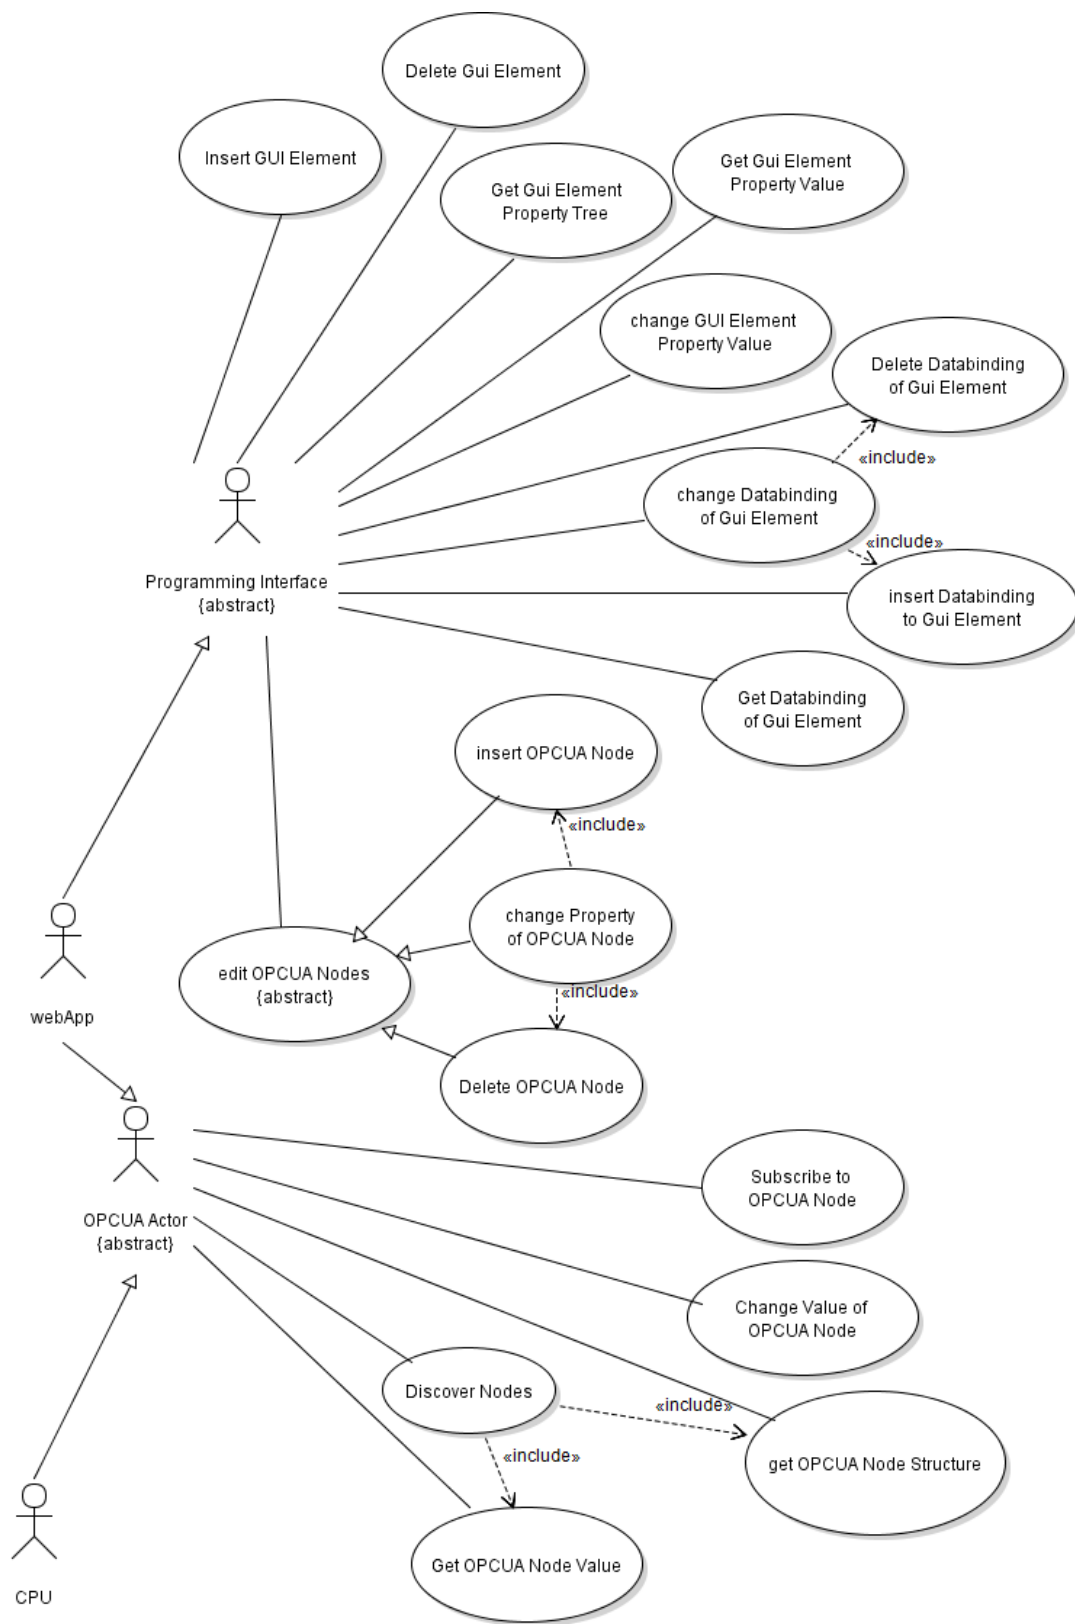 Delete Gui Element
Insert GUI Element
Get Gui Element
Property Value
Get Gui Element
Property Tree
change GUI Element
Property Value
Delete Databinding
of Gui Element
«include»
change Databinding
of Gui Element
«include»
Programming Interface
{abstract}
insert Databinding
to Gui Element
Get Databinding
of Gui Element
insert OPCUA Node
«include»
change Property
of OPCUA Node
edit OPCUA Nodes
{abstract}
«include»
webApp
Delete OPCUA Node
Subscribe to
OPCUA Node
OPCUA Actor
{abstract}
Change Value of
OPCUA Node
Discover Nodes
«include»
«include»
get OPCUA Node Structure
Get OPCUA Node Value
CPU